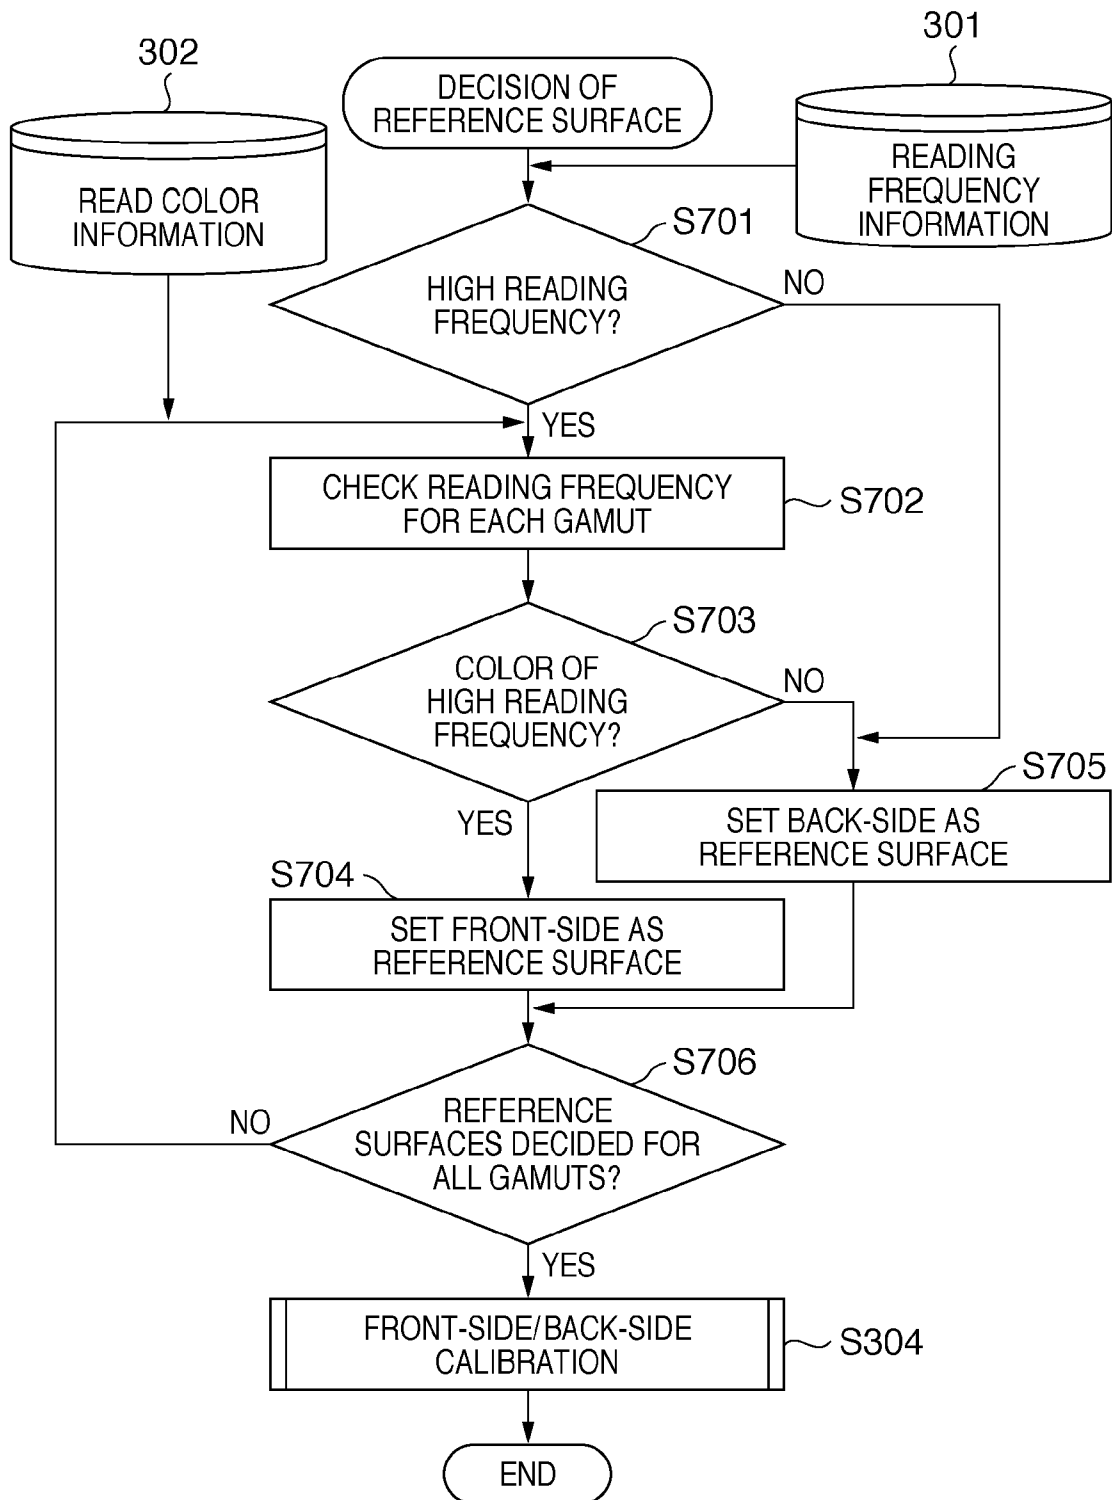 301
302
DECISION OF
REFERENCE SURFACE
READING
FREQUENCY
INFORMATION
READ COLOR
INFORMATION
S701
HIGH READING
FREQUENCY?
NO
YES
CHECK READING FREQUENCY
FOR EACH GAMUT
S702
S703
COLOR OF
HIGH READING
FREQUENCY?
NO
YES
S705
SET BACK-SIDE AS
REFERENCE SURFACE
S704
SET FRONT-SIDE AS
REFERENCE SURFACE
S706
REFERENCE
SURFACES DECIDED FOR
ALL GAMUTS?
NO
YES
FRONT-SIDE/BACK-SIDE
CALIBRATION
S304
END